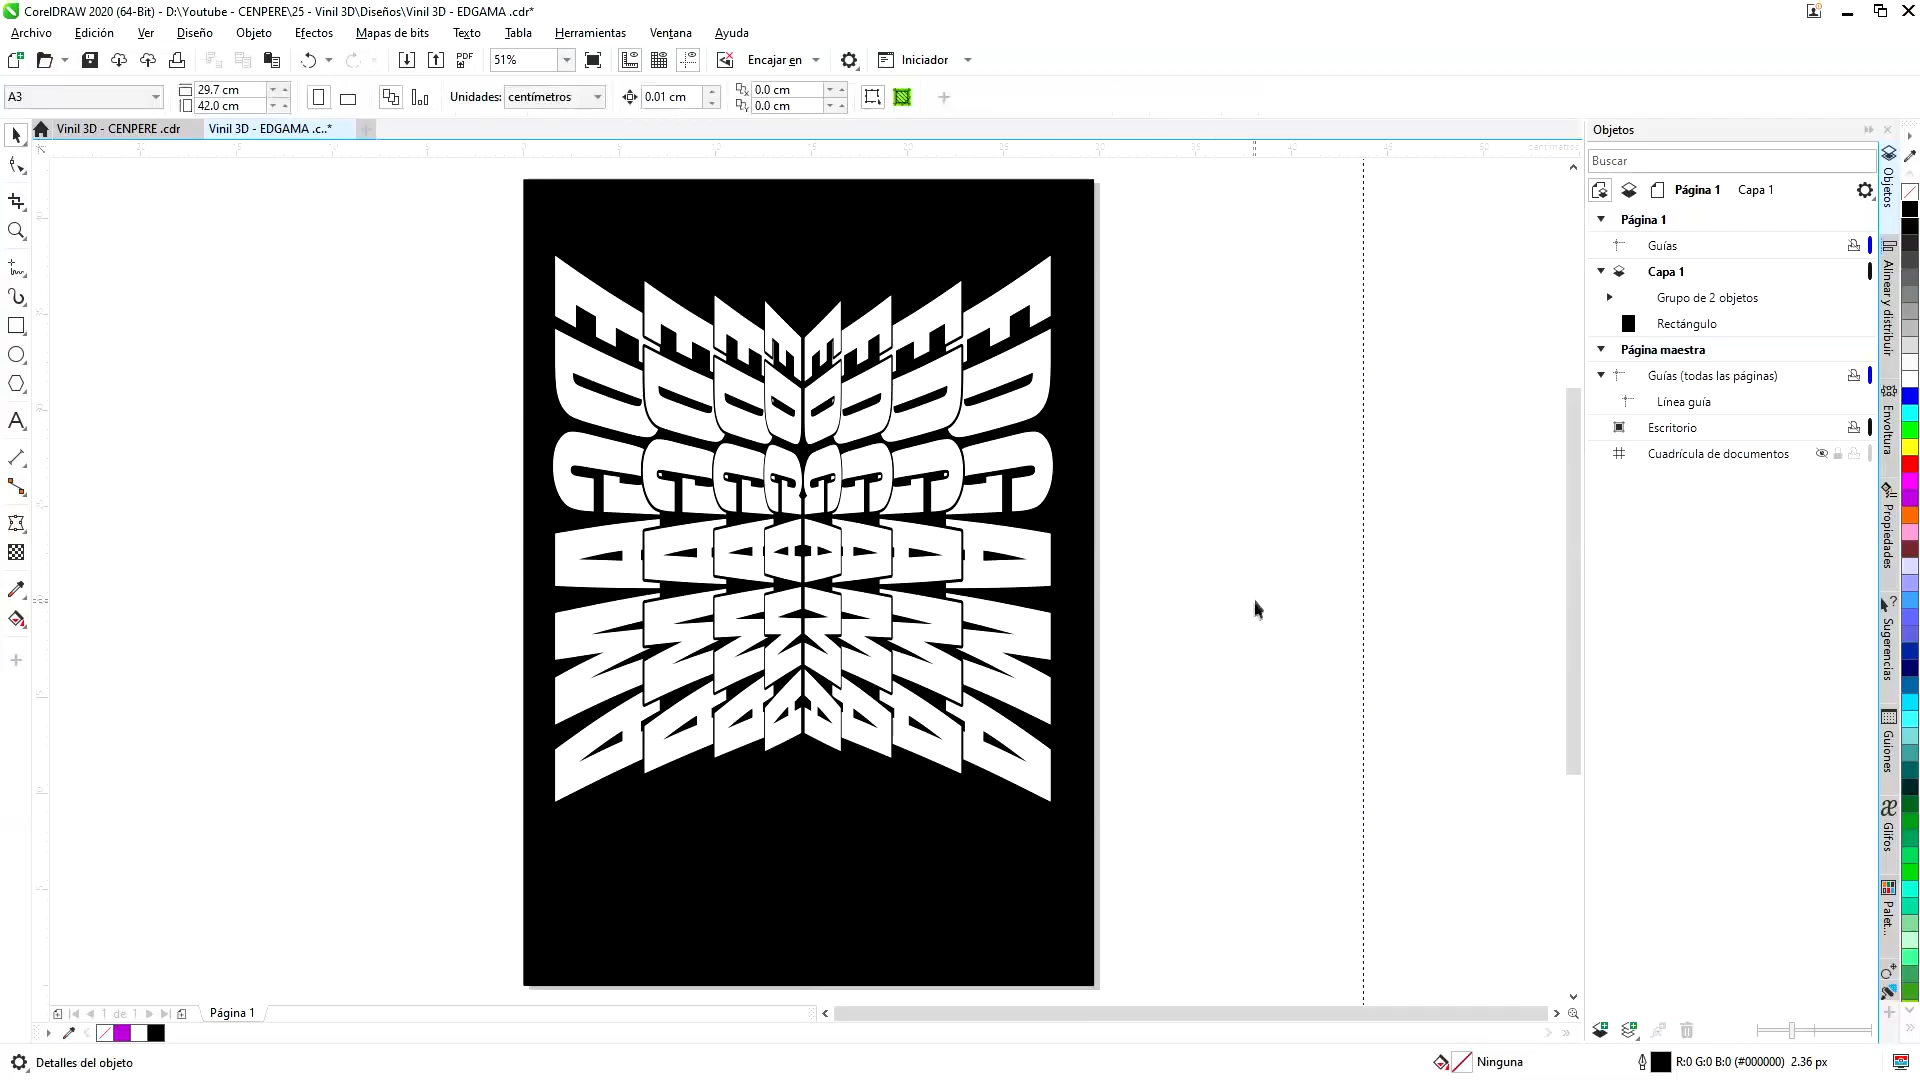 CorelDRAW 2020 (64-Bit) - D:\Youtube - CENPERE\25 - Vinil 3D\Diseños\Vinil 3D - EDGAMA .cdr*
Archivo Edición Ver Diseño Objeto Efectos Mapas de bits Texto Tabla Herramientas Ventana Ayuda
PDF 51% Encajar en Iniciador
A3 29.7 cm 42.0 cm Unidades: centímetros 0.01 cm 0.0 cm 0.0 cm
Vinil 3D - CENPERE .cdr Vinil 3D - EDGAMA .c..*
centímetros
Objetos
Buscar
Página 1 Capa 1
Página 1
Guías
Capa 1
Grupo de 2 objetos
Rectángulo
Página maestra
Guías (todas las páginas)
Línea guía
Escritorio
Cuadrícula de documentos
Objetos
Alinear y distribuir
Envoltura
Propiedades
Sugerencias
Guiones
Glifos
Palet...
E E E E E E E E
D D D D D D D D
G G G G G G G G
A A A A A A A A
M M M M M M M M
A A A A A A A A
1 de 1 Página 1
Detalles del objeto
Ninguna
R:0 G:0 B:0 (#000000) 2.36 px